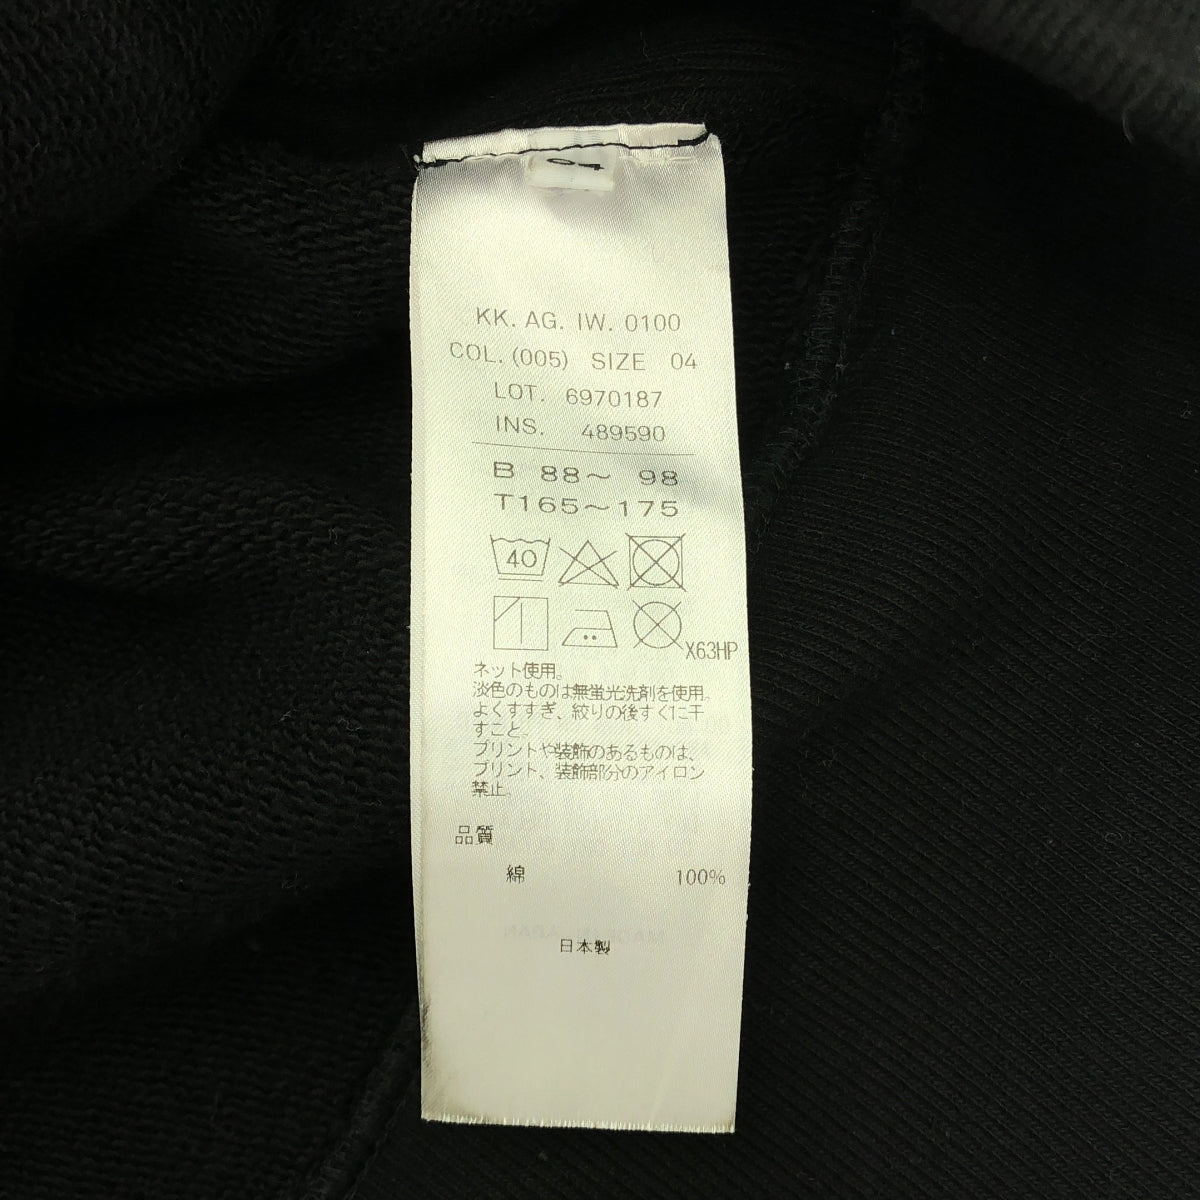 04
KK. AG. IW. 0100
COL. (005) SIZE 04
LOT. 6970187
INS. 489590
B 88～ 98
T165～175
40
X63HP
ネット使用。
淡色のものは無蛍光洗剤を使用。
よくすすぎ、絞りの後すぐに干
すこと。
プリントや装飾のあるものは、
プリント、装飾部分のアイロン
禁止。
品質
綿 100%
日本製